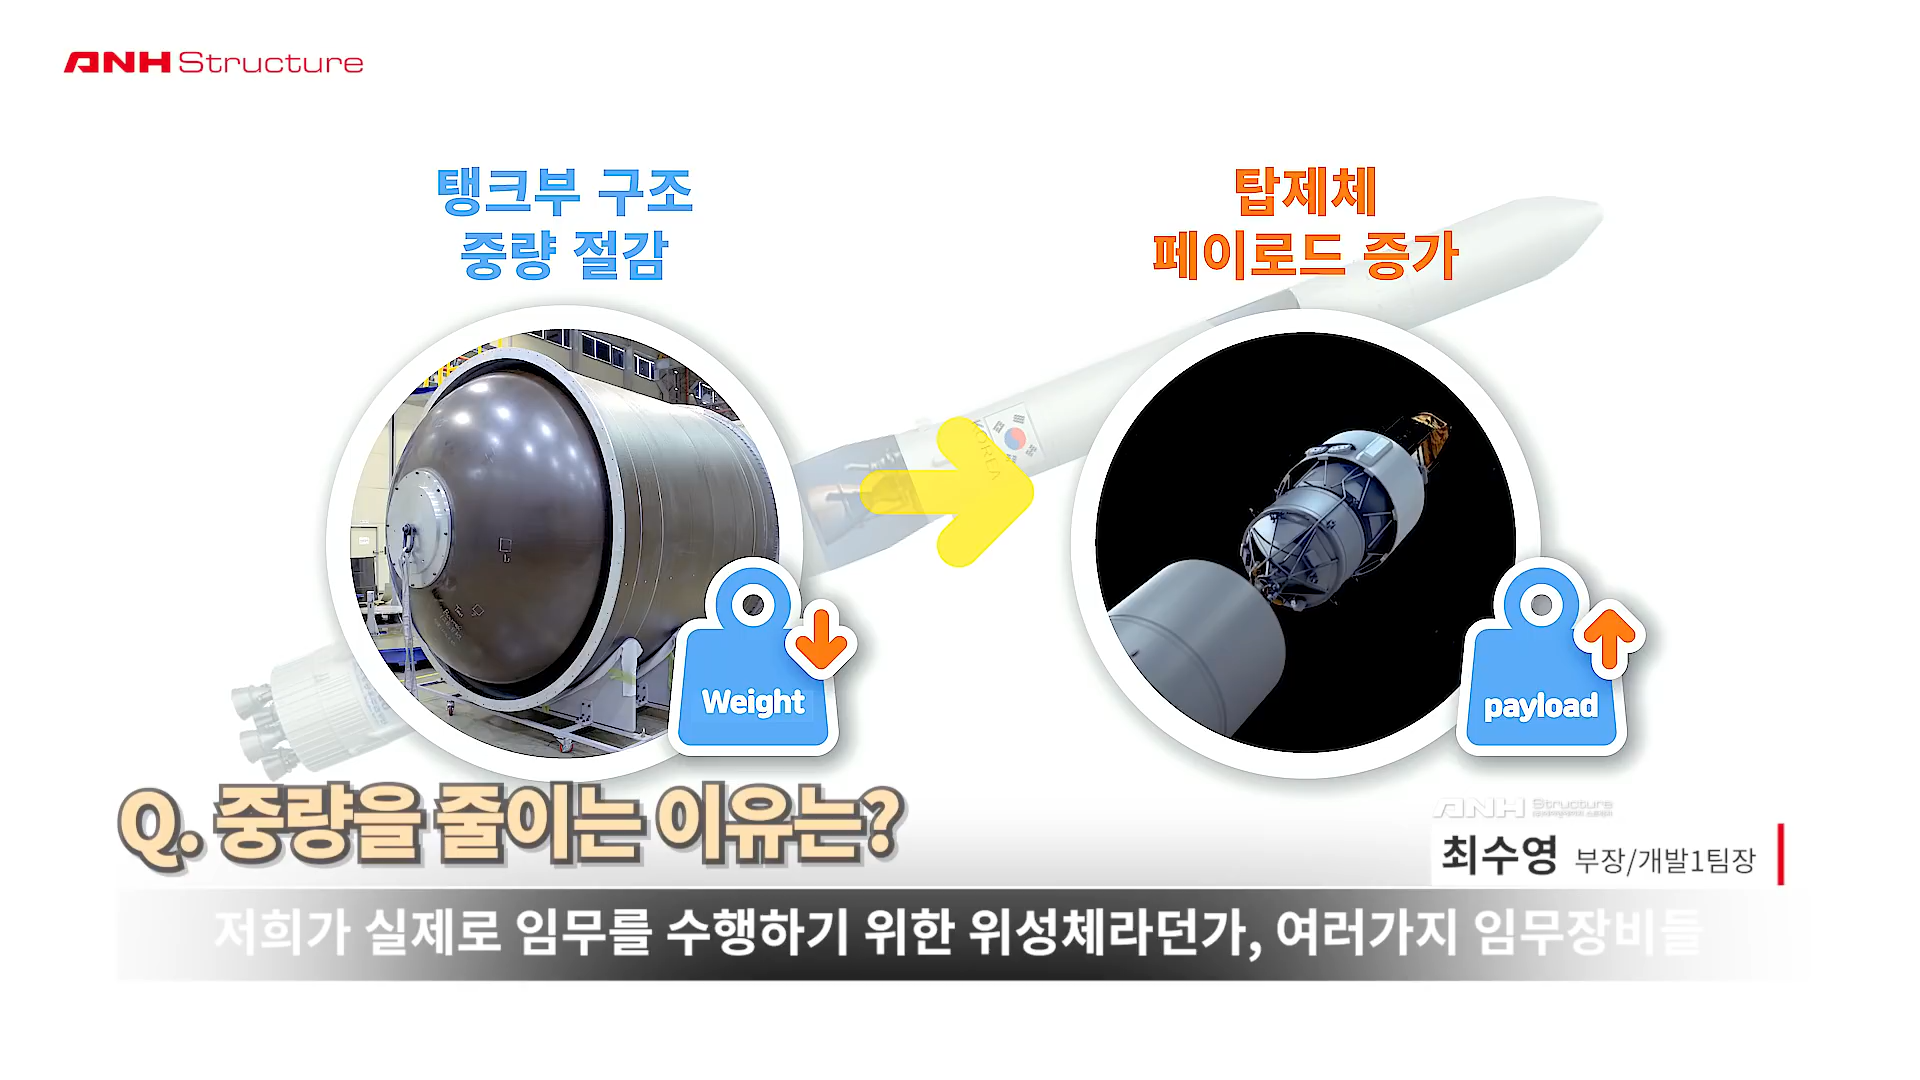 ANH Structure
탱크부 구조
중량 절감
탑제체
페이로드 증가
KOREA
Weight
payload
Q. 중량을 줄이는 이유는?
ANH Structure
최수영 부장/개발1팀장
저희가 실제로 임무를 수행하기 위한 위성체라던가, 여러가지 임무장비들